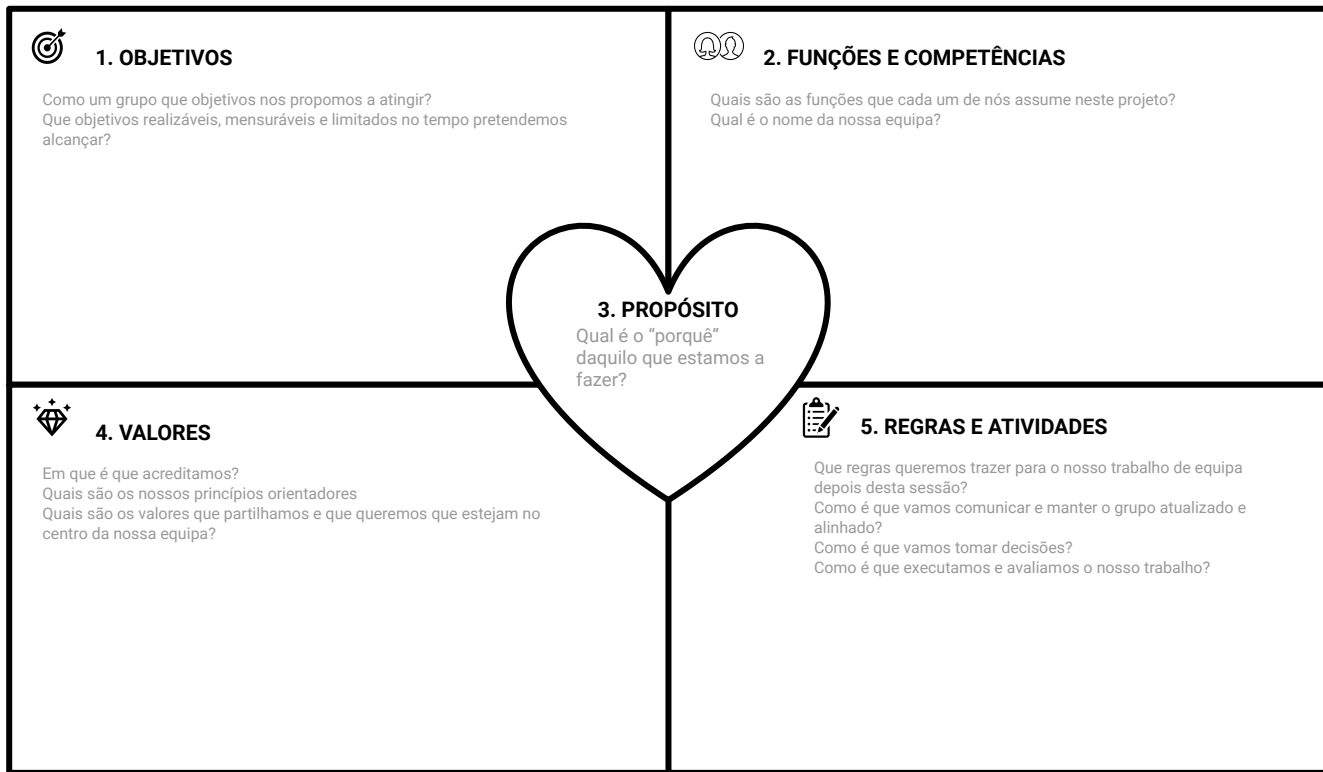 1. OBJETIVOS
Como um grupo que objetivos nos propomos a atingir?
Que objetivos realizáveis, mensuráveis e limitados no tempo pretendemos
alcançar?
2. FUNÇÕES E COMPETÊNCIAS
Quais são as funções que cada um de nós assume neste projeto?
Qual é o nome da nossa equipa?
3. PROPÓSITO
Qual é o “porquê”
daquilo que estamos a
fazer?
4. VALORES
Em que é que acreditamos?
Quais são os nossos princípios orientadores
Quais são os valores que partilhamos e que queremos que estejam no
centro da nossa equipa?
5. REGRAS E ATIVIDADES
Que regras queremos trazer para o nosso trabalho de equipa
depois desta sessão?
Como é que vamos comunicar e manter o grupo atualizado e
alinhado?
Como é que vamos tomar decisões?
Como é que executamos e avaliamos o nosso trabalho?